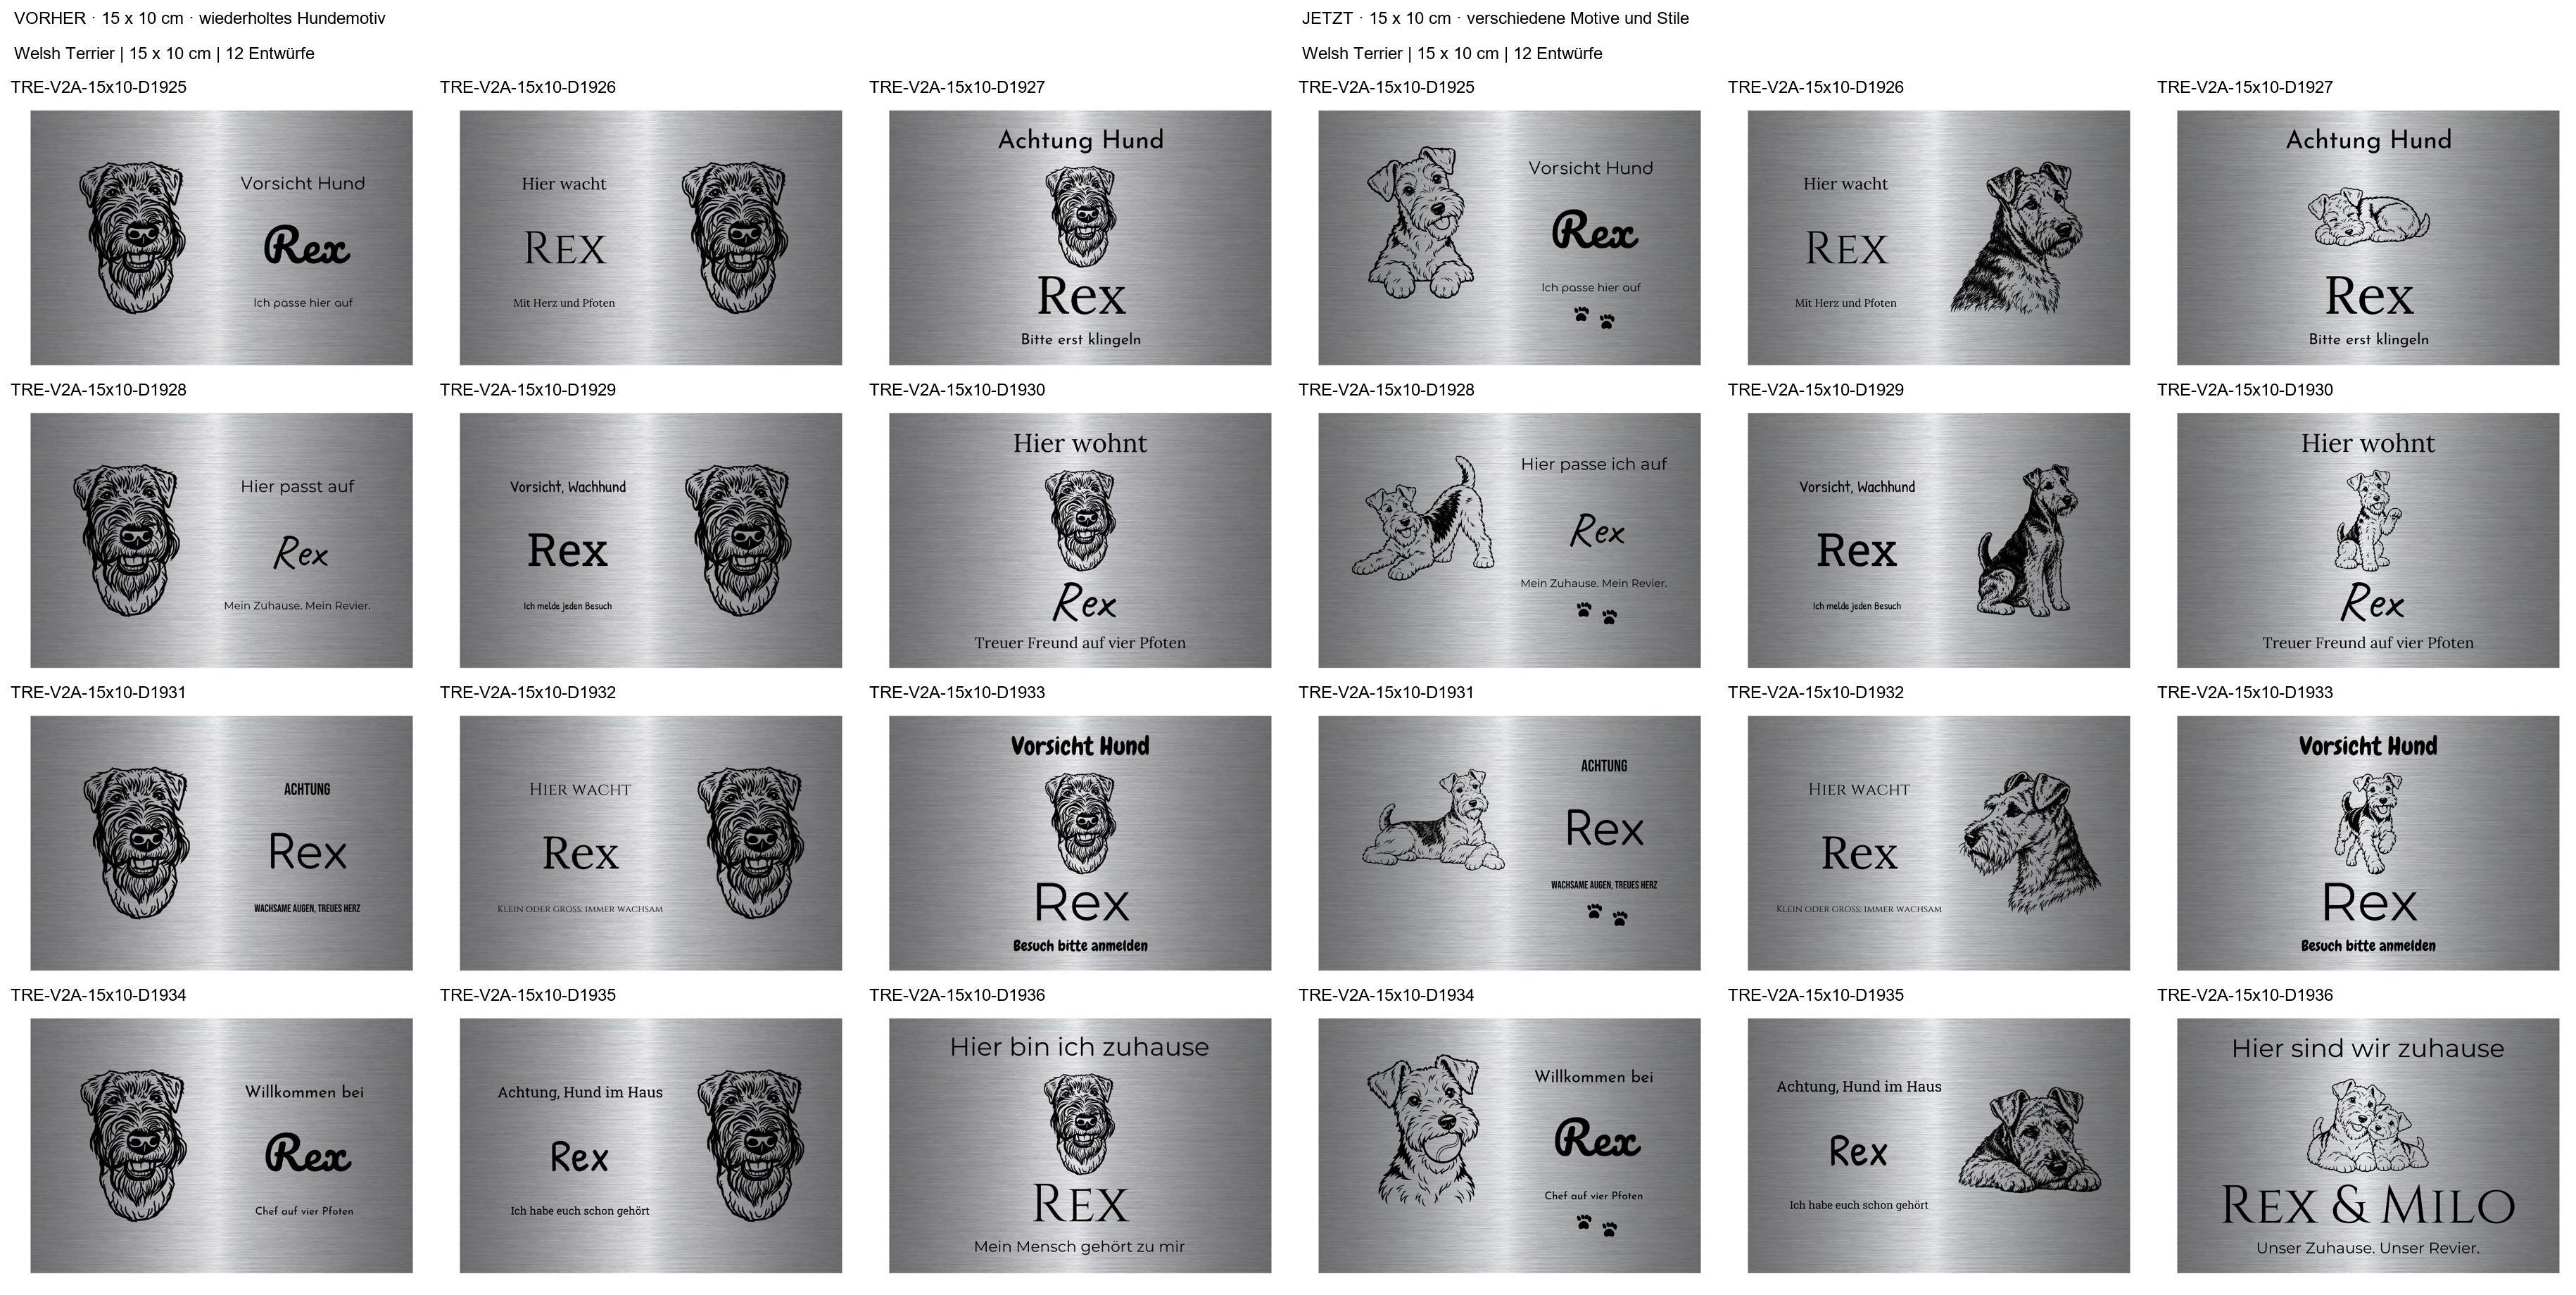 VORHER · 15 x 10 cm · wiederholtes Hundemotiv
Welsh Terrier | 15 x 10 cm | 12 Entwürfe
TRE-V2A-15x10-D1925
Vorsicht Hund
Rex
Ich passe hier auf
TRE-V2A-15x10-D1926
Hier wacht
REX
Mit Herz und Pfoten
TRE-V2A-15x10-D1927
Achtung Hund
Rex
Bitte erst klingeln
TRE-V2A-15x10-D1928
Hier passt auf
Rex
Mein Zuhause. Mein Revier.
TRE-V2A-15x10-D1929
Vorsicht, Wachhund
Rex
Ich melde jeden Besuch
TRE-V2A-15x10-D1930
Hier wohnt
Rex
Treuer Freund auf vier Pfoten
TRE-V2A-15x10-D1931
ACHTUNG
Rex
WACHSAME AUGEN, TREUES HERZ
TRE-V2A-15x10-D1932
HIER WACHT
Rex
KLEIN ODER GROSS: IMMER WACHSAM
TRE-V2A-15x10-D1933
Vorsicht Hund
Rex
Besuch bitte anmelden
TRE-V2A-15x10-D1934
Willkommen bei
Rex
Chef auf vier Pfoten
TRE-V2A-15x10-D1935
Achtung, Hund im Haus
Rex
Ich habe euch schon gehört
TRE-V2A-15x10-D1936
Hier bin ich zuhause
REX
Mein Mensch gehört zu mir
JETZT · 15 x 10 cm · verschiedene Motive und Stile
Welsh Terrier | 15 x 10 cm | 12 Entwürfe
TRE-V2A-15x10-D1925
Vorsicht Hund
Rex
Ich passe hier auf
TRE-V2A-15x10-D1926
Hier wacht
REX
Mit Herz und Pfoten
TRE-V2A-15x10-D1927
Achtung Hund
Rex
Bitte erst klingeln
TRE-V2A-15x10-D1928
Hier passe ich auf
Rex
Mein Zuhause. Mein Revier.
TRE-V2A-15x10-D1929
Vorsicht, Wachhund
Rex
Ich melde jeden Besuch
TRE-V2A-15x10-D1930
Hier wohnt
Rex
Treuer Freund auf vier Pfoten
TRE-V2A-15x10-D1931
ACHTUNG
Rex
WACHSAME AUGEN, TREUES HERZ
TRE-V2A-15x10-D1932
HIER WACHT
Rex
KLEIN ODER GROSS: IMMER WACHSAM
TRE-V2A-15x10-D1933
Vorsicht Hund
Rex
Besuch bitte anmelden
TRE-V2A-15x10-D1934
Willkommen bei
Rex
Chef auf vier Pfoten
TRE-V2A-15x10-D1935
Achtung, Hund im Haus
Rex
Ich habe euch schon gehört
TRE-V2A-15x10-D1936
Hier sind wir zuhause
REX & MILO
Unser Zuhause. Unser Revier.